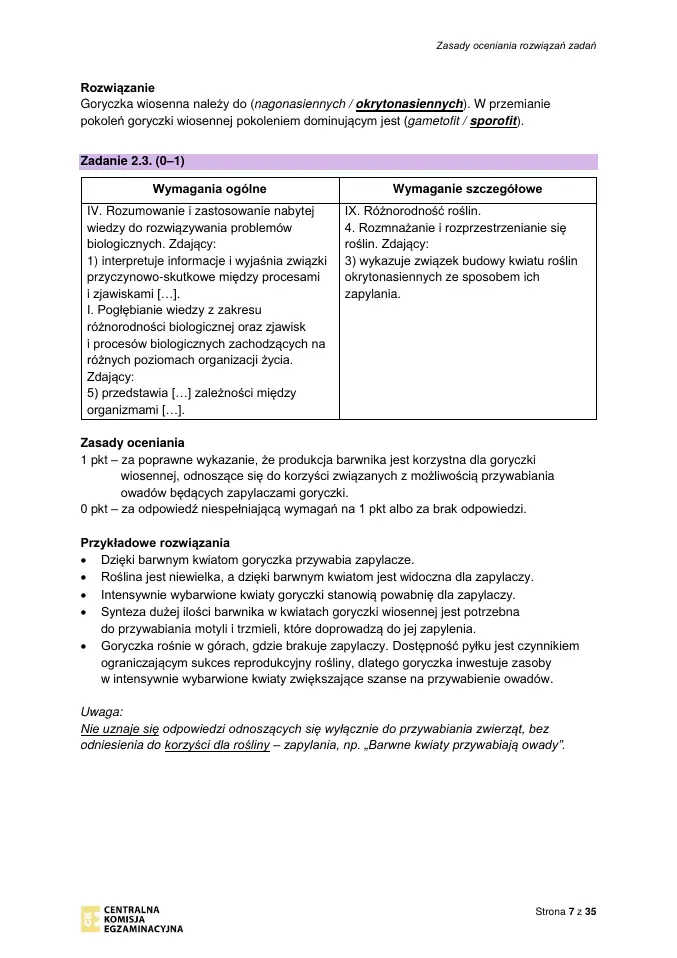 Zasady oceniania rozwiązań zadań
Rozwiązanie
Goryczka wiosenna należy do (nagonasiennych / okrytonasiennych). W przemianie
pokoleń goryczki wiosennej pokoleniem dominującym jest (gametofit / sporofit).
Zadanie 2.3. (0–1)
Wymagania ogólne
IV. Rozumowanie i zastosowanie nabytej
wiedzy do rozwiązywania problemów
biologicznych. Zdający:
1) interpretuje informacje i wyjaśnia związki
przyczynowo-skutkowe między procesami
i zjawiskami […].
I. Pogłębianie wiedzy z zakresu
różnorodności biologicznej oraz zjawisk
i procesów biologicznych zachodzących na
różnych poziomach organizacji życia.
Zdający:
5) przedstawia […] zależności między
organizmami […].
Wymaganie szczegółowe
IX. Różnorodność roślin.
4. Rozmnażanie i rozprzestrzenianie się
roślin. Zdający:
3) wykazuje związek budowy kwiatu roślin
okrytonasiennych ze sposobem ich
zapylania.
Zasady oceniania
1 pkt – za poprawne wykazanie, że produkcja barwnika jest korzystna dla goryczki
wiosennej, odnoszące się do korzyści związanych z możliwością przywabiania
owadów będących zapylaczami goryczki.
0 pkt – za odpowiedź niespełniającą wymagań na 1 pkt albo za brak odpowiedzi.
Przykładowe rozwiązania
• Dzięki barwnym kwiatom goryczka przywabia zapylacze.
• Roślina jest niewielka, a dzięki barwnym kwiatom jest widoczna dla zapylaczy.
• Intensywnie wybarwione kwiaty goryczki stanowią powabnię dla zapylaczy.
• Synteza dużej ilości barwnika w kwiatach goryczki wiosennej jest potrzebna
do przywabiania motyli i trzmieli, które doprowadzą do jej zapylenia.
• Goryczka rośnie w górach, gdzie brakuje zapylaczy. Dostępność pyłku jest czynnikiem
ograniczającym sukces reprodukcyjny rośliny, dlatego goryczka inwestuje zasoby
w intensywnie wybarwione kwiaty zwiększające szanse na przywabienie owadów.
Uwaga:
Nie uznaje się odpowiedzi odnoszących się wyłącznie do przywabiania zwierząt, bez
odniesienia do korzyści dla rośliny – zapylania, np. „Barwne kwiaty przywabiają owady”.
CKE
CENTRALNA
KOMISJA
EGZAMINACYJNA
Strona 7 z 35